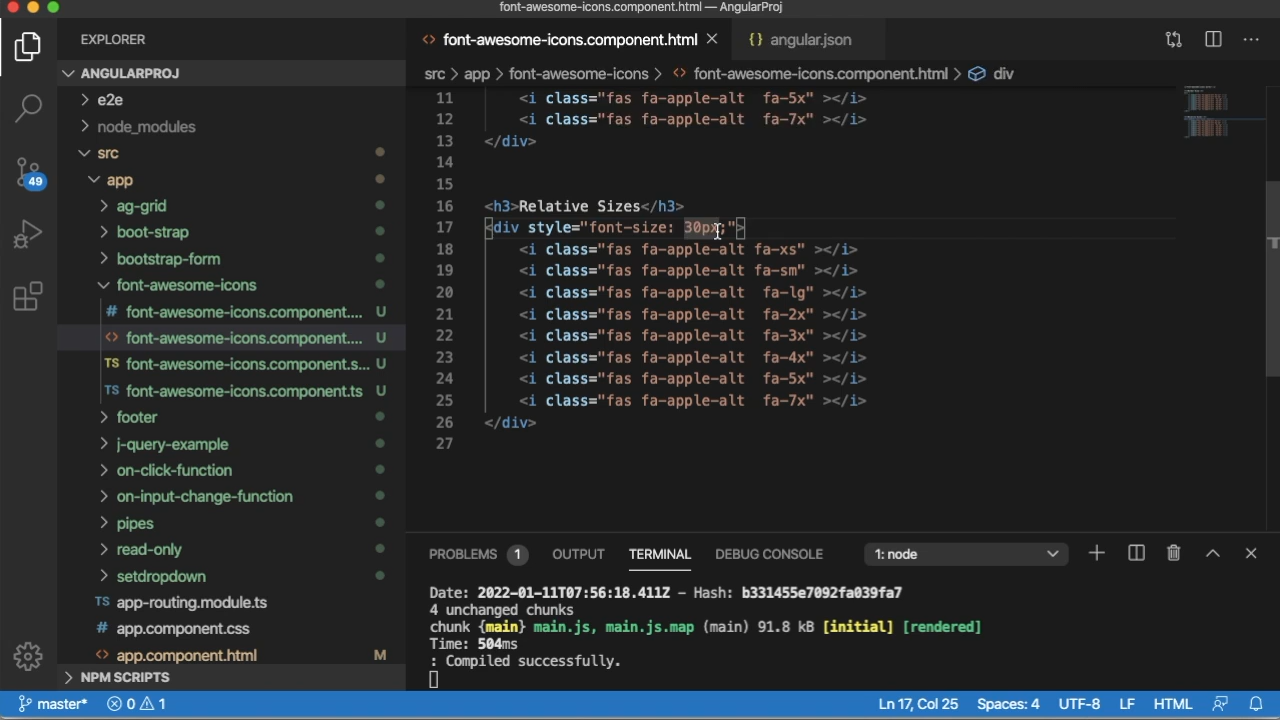 font-awesome-icons.component.html — AngularProj
EXPLORER
ANGULARPROJ
e2e
node_modules
src
app
ag-grid
boot-strap
bootstrap-form
font-awesome-icons
# font-awesome-icons.component.... U
<> font-awesome-icons.component.... U
TS font-awesome-icons.component.s... U
TS font-awesome-icons.component.ts U
footer
j-query-example
on-click-function
on-input-change-function
pipes
read-only
setdropdown
TS app-routing.module.ts
# app.component.css
<> app.component.html M
NPM SCRIPTS
49
<> font-awesome-icons.component.html
{} angular.json
src > app > font-awesome-icons > <> font-awesome-icons.component.html > div
11 <i class="fas fa-apple-alt  fa-5x" ></i>
12 <i class="fas fa-apple-alt  fa-7x" ></i>
13 </div>
14
15
16 <h3>Relative Sizes</h3>
17 <div style="font-size: 30px;">
18 <i class="fas fa-apple-alt fa-xs" ></i>
19 <i class="fas fa-apple-alt fa-sm" ></i>
20 <i class="fas fa-apple-alt  fa-lg" ></i>
21 <i class="fas fa-apple-alt  fa-2x" ></i>
22 <i class="fas fa-apple-alt  fa-3x" ></i>
23 <i class="fas fa-apple-alt  fa-4x" ></i>
24 <i class="fas fa-apple-alt  fa-5x" ></i>
25 <i class="fas fa-apple-alt  fa-7x" ></i>
26 </div>
27
PROBLEMS 1 OUTPUT TERMINAL DEBUG CONSOLE 1: node
Date: 2022-01-11T07:56:18.411Z - Hash: b331455e7092fa039fa7
4 unchanged chunks
chunk {main} main.js, main.js.map (main) 91.8 kB [initial] [rendered]
Time: 504ms
: Compiled successfully.
master* 0 1 Ln 17, Col 25 Spaces: 4 UTF-8 LF HTML